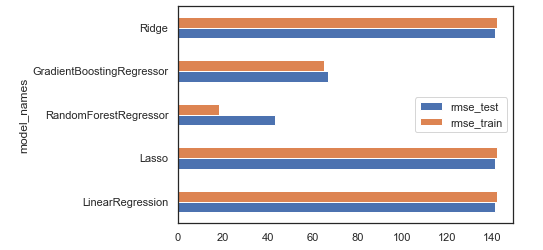 Ridge
GradientBoostingRegressor
RandomForestRegressor
Lasso
LinearRegression
model_names
rmse_test
rmse_train
0 20 40 60 80 100 120 140